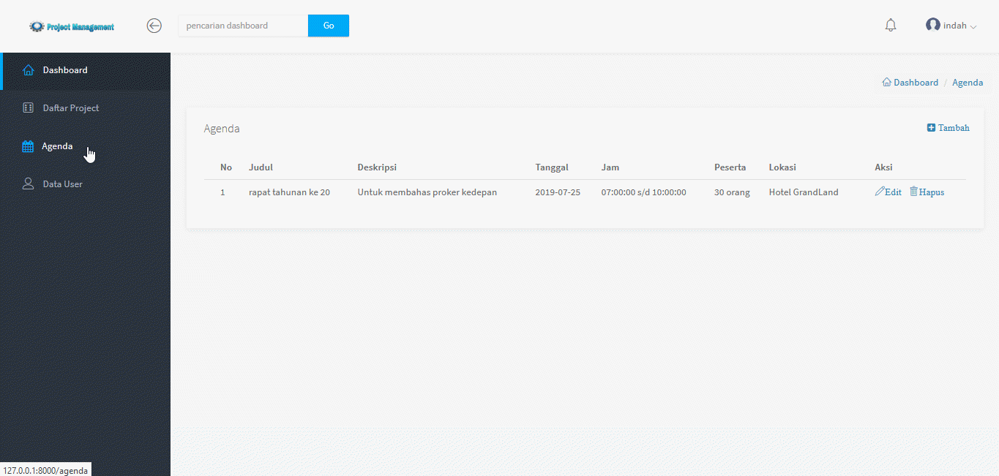 Project Management
pencarian dashboard
Go
indah
Dashboard
Daftar Project
Agenda
Data User
Dashboard / Agenda
Agenda
Tambah
No Judul Deskripsi Tanggal Jam Peserta Lokasi Aksi
1 rapat tahunan ke 20 Untuk membahas proker kedepan 2019-07-25 07:00:00 s/d 10:00:00 30 orang Hotel GrandLand Edit Hapus
127.0.0.1:8000/agenda